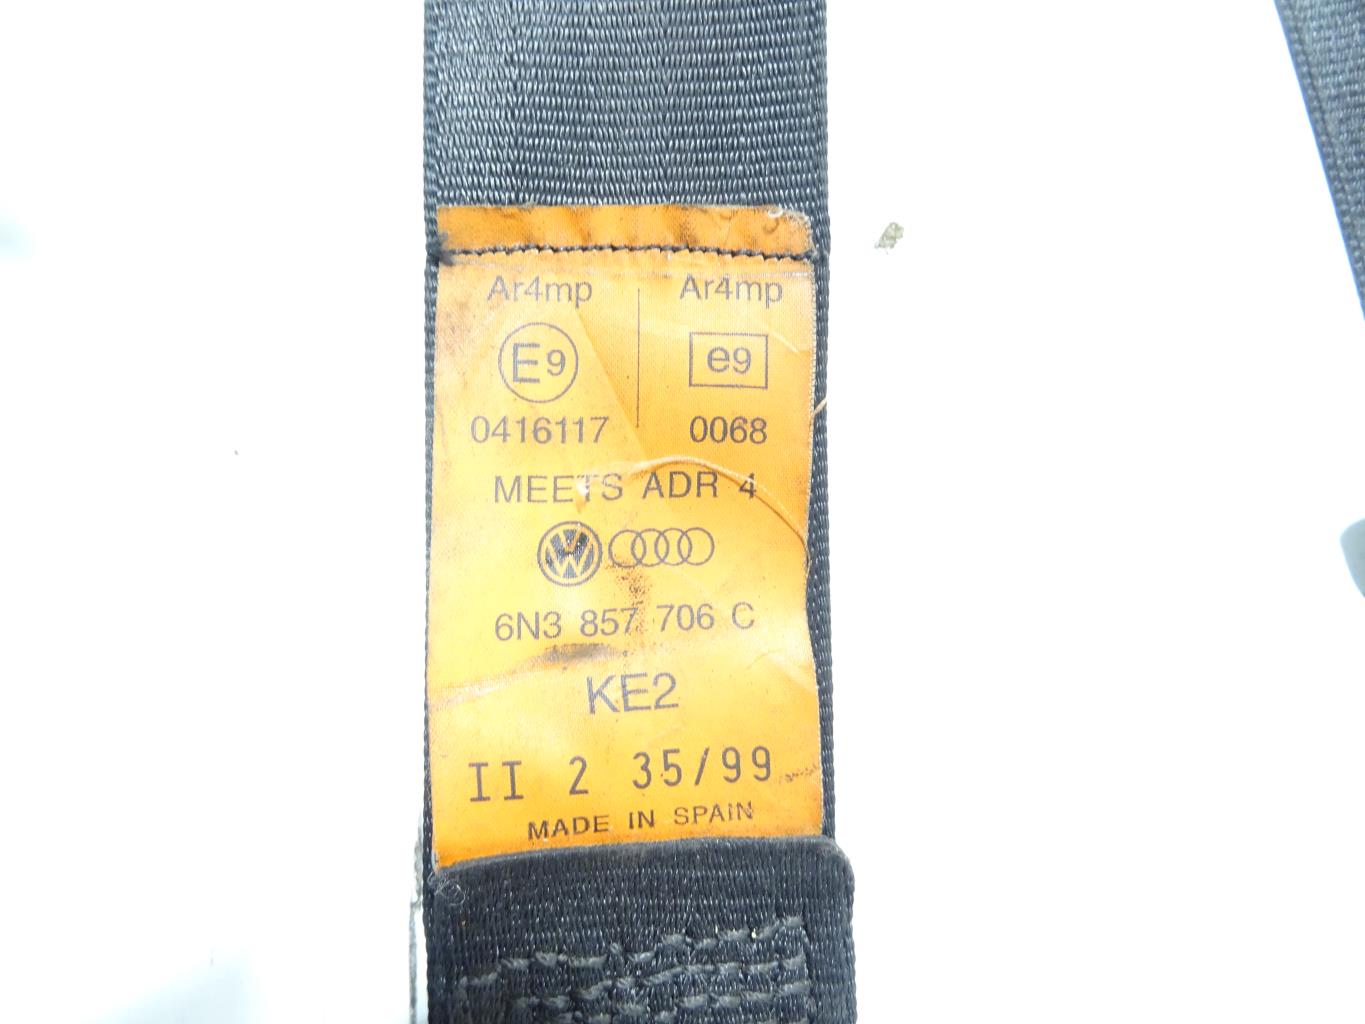 Ar4mp Ar4mp
E9 e9
0416117 0068
MEETS ADR 4
VW
6N3 857 706 C
KE2
II 2 35/99
MADE IN SPAIN